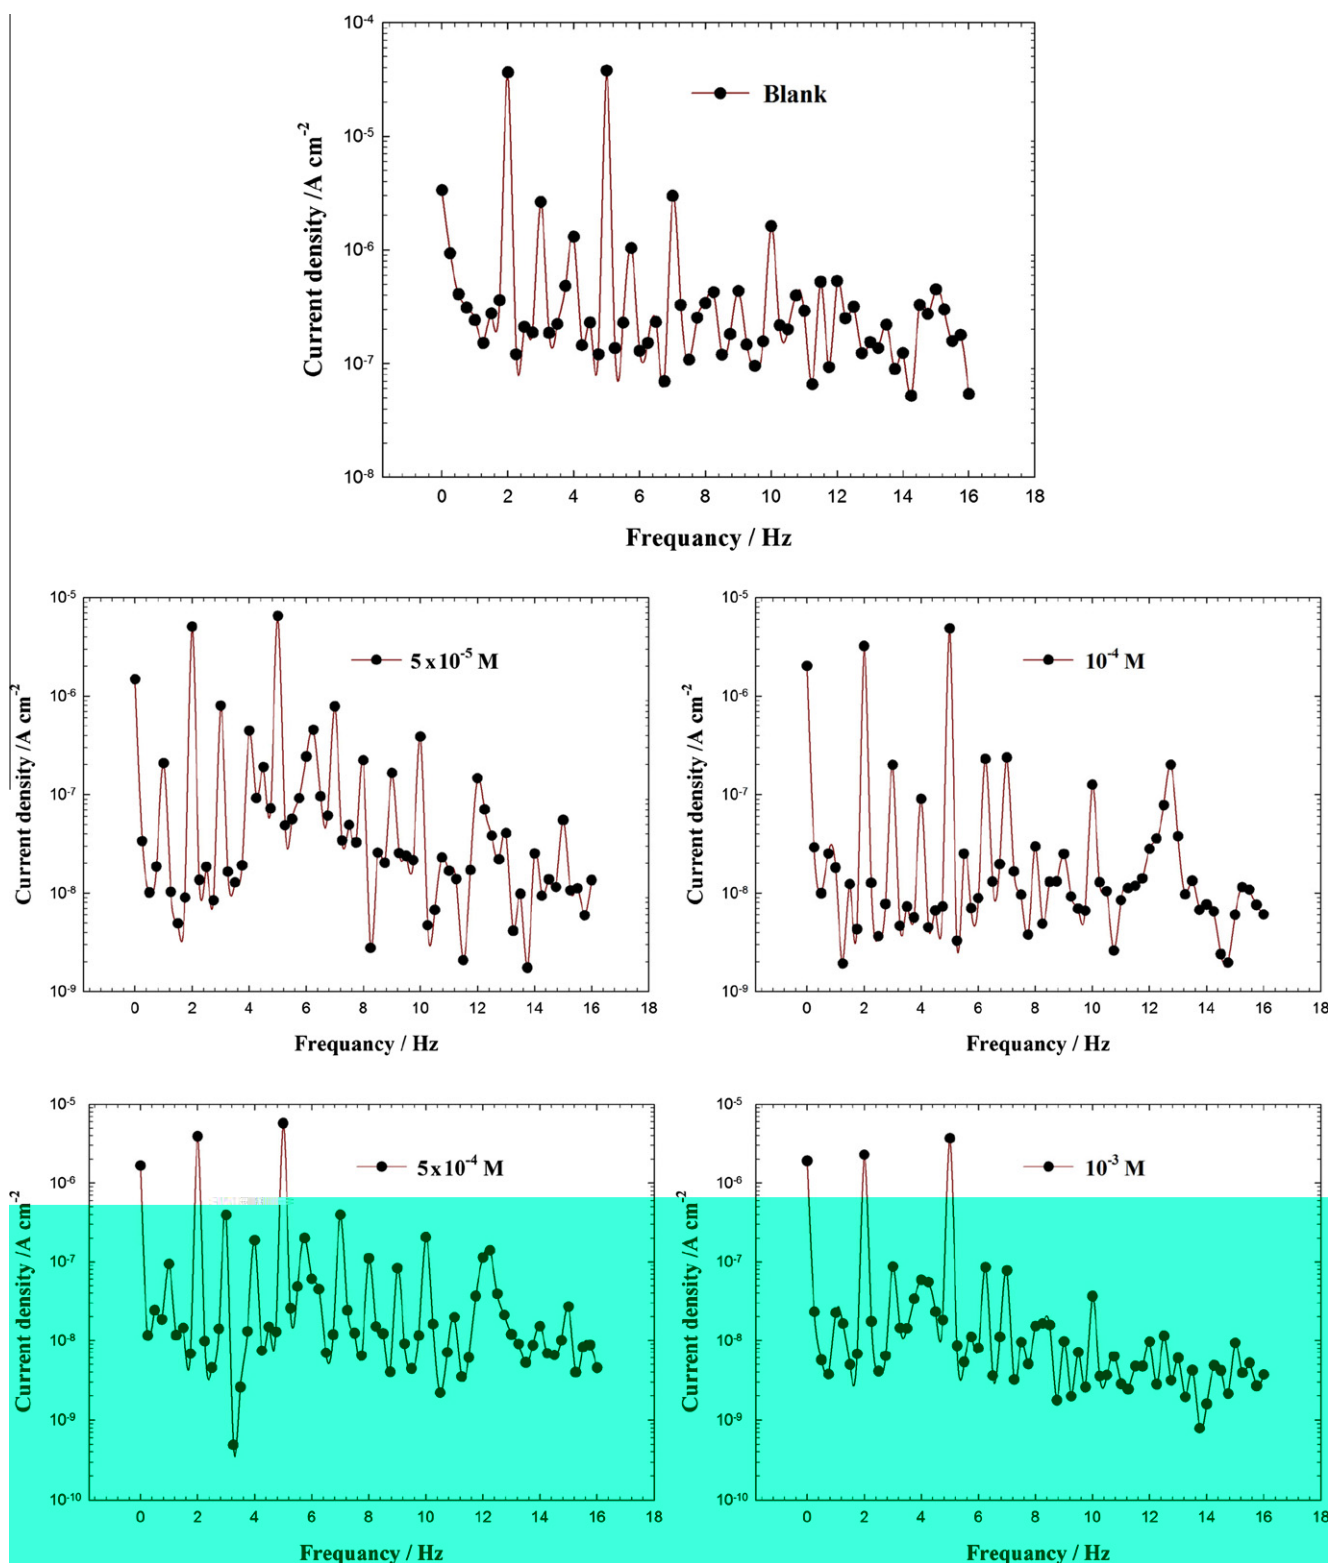 10⁻⁴
10⁻⁵
10⁻⁶
10⁻⁷
10⁻⁸
Current density /A cm⁻²
Blank
0 2 4 6 8 10 12 14 16 18
Frequancy / Hz
10⁻⁵
10⁻⁶
10⁻⁷
10⁻⁸
10⁻⁹
Current density /A cm⁻²
5 x 10⁻⁵ M
0 2 4 6 8 10 12 14 16 18
Frequancy / Hz
10⁻⁵
10⁻⁶
10⁻⁷
10⁻⁸
10⁻⁹
Current density /A cm⁻²
10⁻⁴ M
0 2 4 6 8 10 12 14 16 18
Frequancy / Hz
10⁻⁵
10⁻⁶
10⁻⁷
10⁻⁸
10⁻⁹
10⁻¹⁰
Current density /A cm⁻²
5 x 10⁻⁴ M
0 2 4 6 8 10 12 14 16 18
Frequancy / Hz
10⁻⁵
10⁻⁶
10⁻⁷
10⁻⁸
10⁻⁹
10⁻¹⁰
Current density /A cm⁻²
10⁻³ M
0 2 4 6 8 10 12 14 16 18
Frequancy / Hz